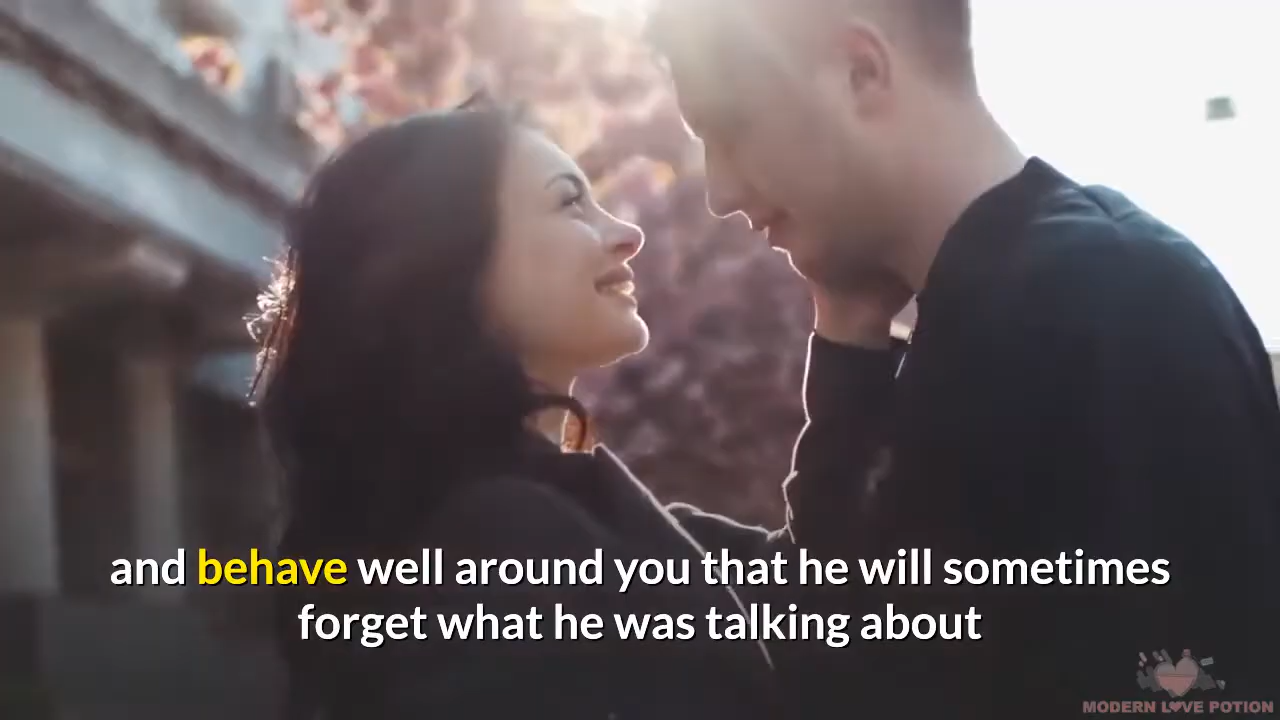 and behave well around you that he will sometimes
forget what he was talking about
MODERN LOVE POTION